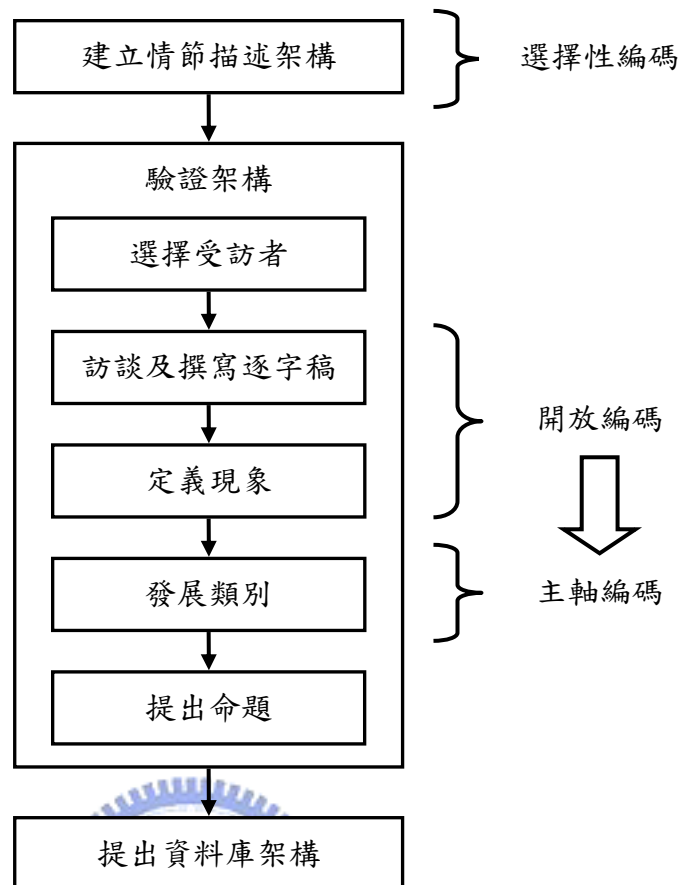 建立情節描述架構
選擇性編碼
驗證架構
選擇受訪者
訪談及撰寫逐字稿
開放編碼
定義現象
發展類別
主軸編碼
提出命題
提出資料庫架構